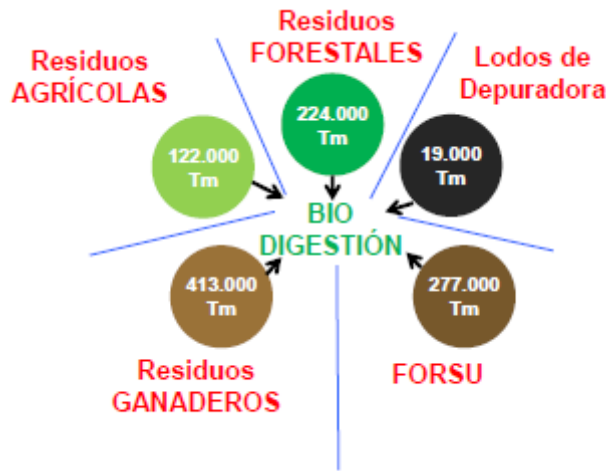 Residuos
AGRÍCOLAS
122.000
Tm
Residuos
FORESTALES
224.000
Tm
Lodos de
Depuradora
19.000
Tm
BIO
DIGESTIÓN
413.000
Tm
Residuos
GANADEROS
277.000
Tm
FORSU